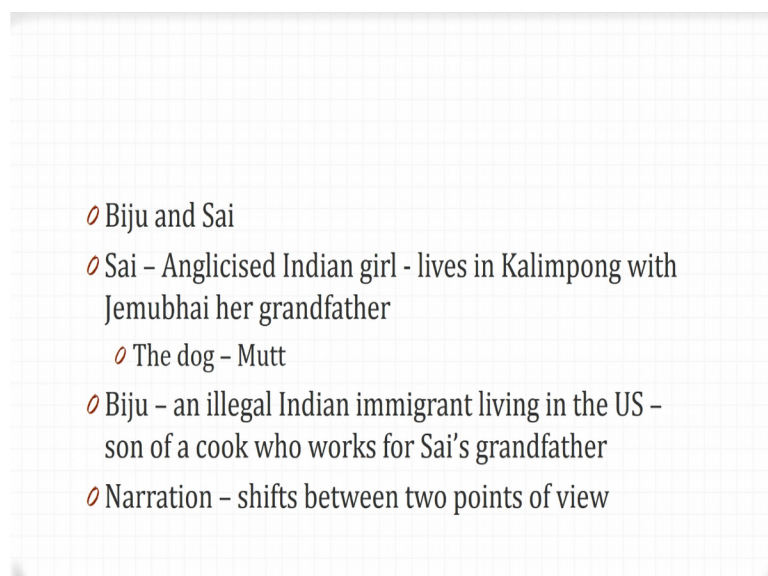 Biju and Sai
Sai – Anglicised Indian girl - lives in Kalimpong with
Jemubhai her grandfather
The dog – Mutt
Biju – an illegal Indian immigrant living in the US –
son of a cook who works for Sai's grandfather
Narration – shifts between two points of view